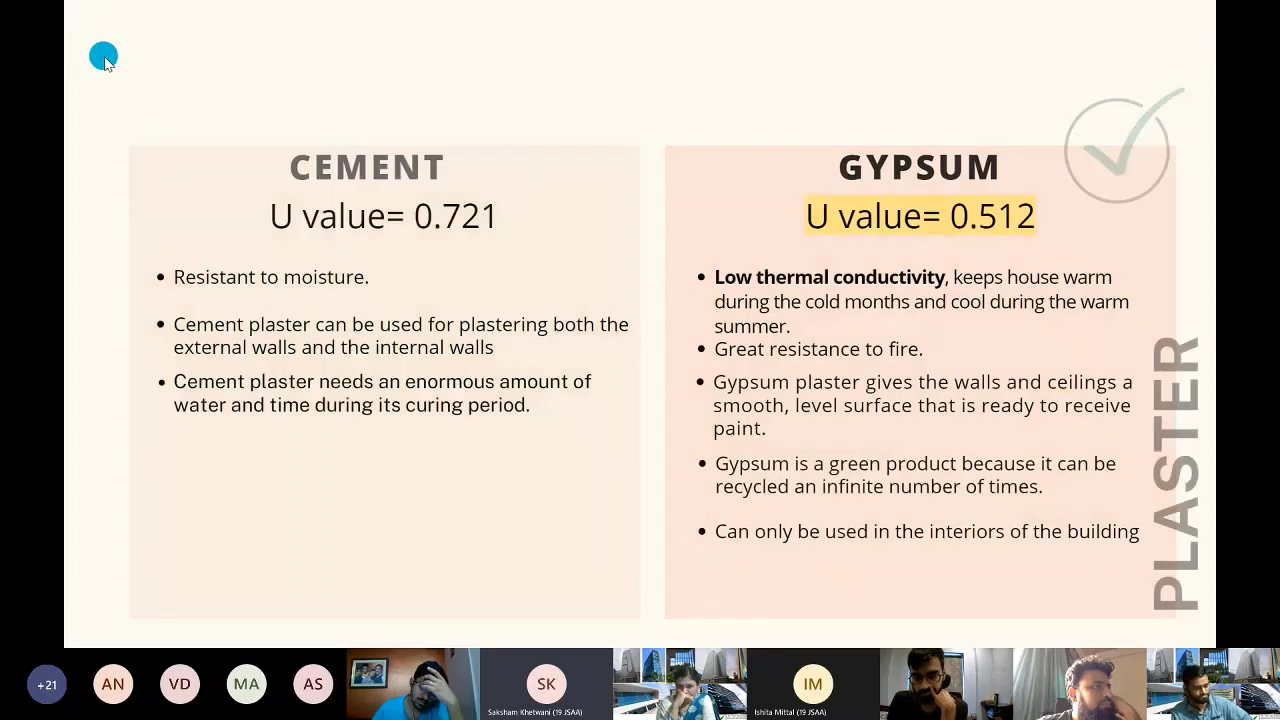 CEMENT
U value= 0.721
Resistant to moisture.
Cement plaster can be used for plastering both the
external walls and the internal walls
Cement plaster needs an enormous amount of
water and time during its curing period.
GYPSUM
U value= 0.512
Low thermal conductivity, keeps house warm
during the cold months and cool during the warm
summer.
Great resistance to fire.
Gypsum plaster gives the walls and ceilings a
smooth, level surface that is ready to receive
paint.
Gypsum is a green product because it can be
recycled an infinite number of times.
Can only be used in the interiors of the building
PLASTER
+21
AN
VD
MA
AS
SK
Saksham Khetwani (19 JSAA)
IM
Ishita Mittal (19 JSAA)